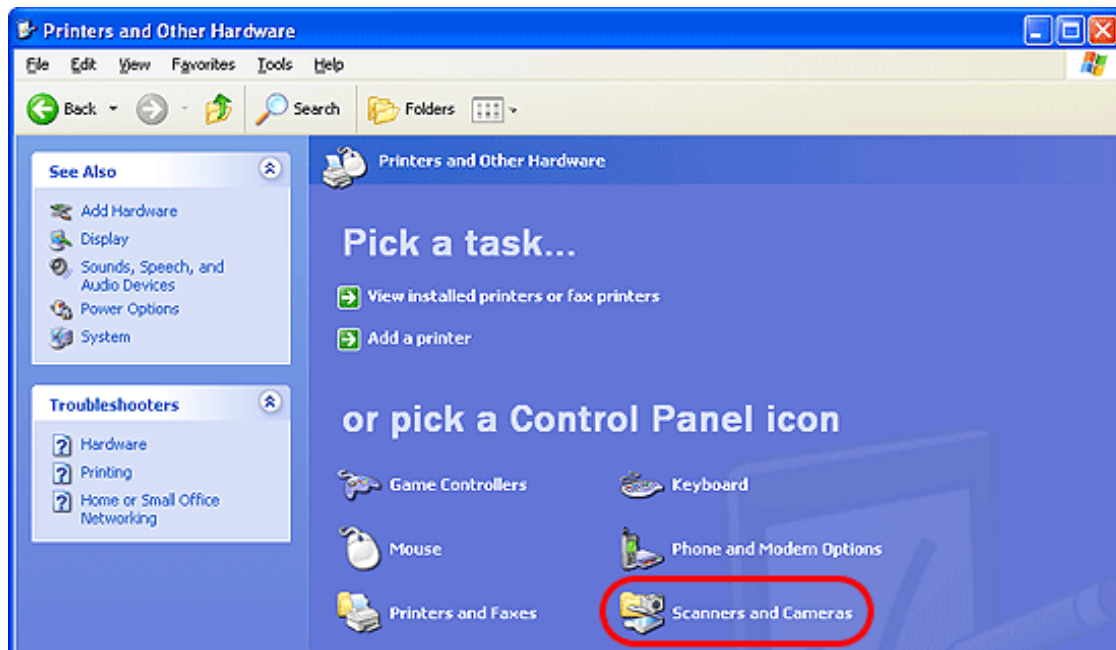 Printers and Other Hardware
File Edit View Favorites Tools Help
Back Search Folders
See Also
Add Hardware
Display
Sounds, Speech, and
Audio Devices
Power Options
System
Troubleshooters
Hardware
Printing
Home or Small Office
Networking
Printers and Other Hardware
Pick a task...
View installed printers or fax printers
Add a printer
or pick a Control Panel icon
Game Controllers Keyboard
Mouse Phone and Modem Options
Printers and Faxes Scanners and Cameras